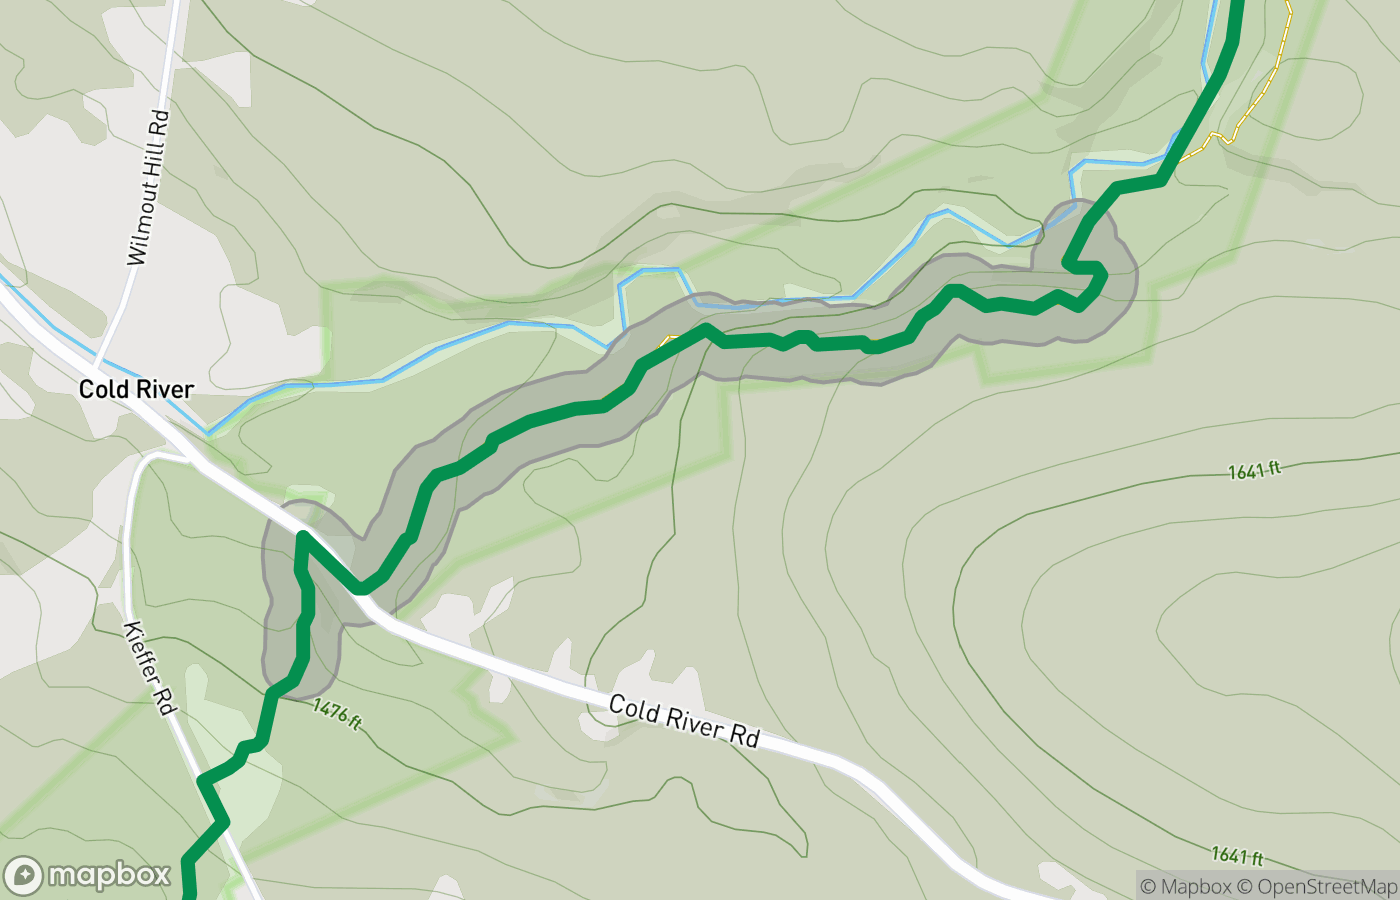 Wilmout Hill Rd
Cold River
1641 ft
Kieffer Rd
1476 ft
Cold River Rd
1641 ft
mapbox
© Mapbox © OpenStreetMap